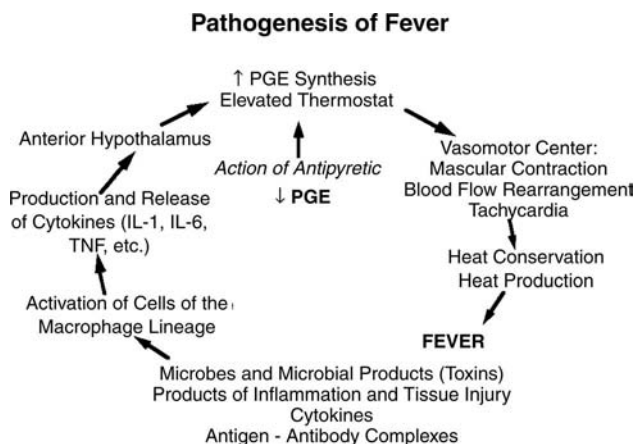 Pathogenesis of Fever
↑ PGE Synthesis
Elevated Thermostat
Anterior Hypothalamus
Action of Antipyretic
↓ PGE
Vasomotor Center:
Mascular Contraction
Blood Flow Rearrangement
Tachycardia
Production and Release
of Cytokines (IL-1, IL-6,
TNF, etc.)
Heat Conservation
Heat Production
Activation of Cells of the
Macrophage Lineage
FEVER
Microbes and Microbial Products (Toxins)
Products of Inflammation and Tissue Injury
Cytokines
Antigen - Antibody Complexes